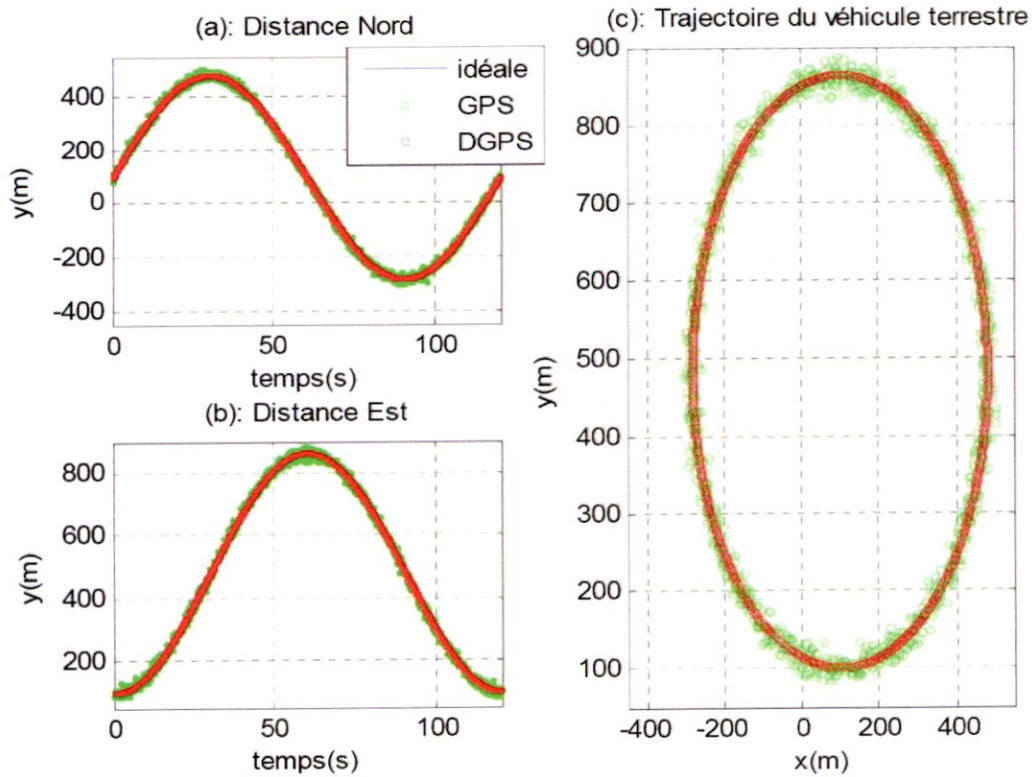 (a): Distance Nord
idéale
GPS
DGPS
400
200
0
-200
-400
y(m)
0
50
100
temps(s)
(b): Distance Est
800
600
400
200
y(m)
0
50
100
temps(s)
(c): Trajectoire du véhicule terrestre
900
800
700
600
500
400
300
200
100
y(m)
-400
-200
0
200
400
x(m)